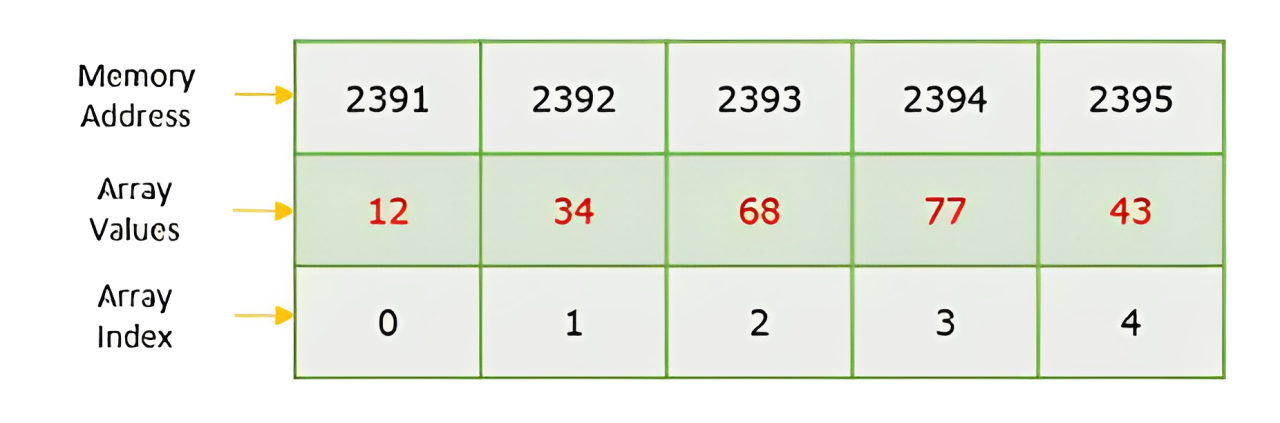 Memory
Address
2391 2392 2393 2394 2395
Array
Values
12 34 68 77 43
Array
Index
0 1 2 3 4